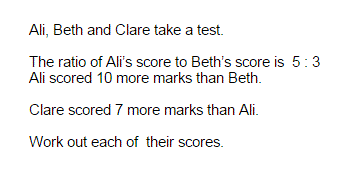 Ali, Beth and Clare take a test.
The ratio of Ali's score to Beth's score is 5 : 3
Ali scored 10 more marks than Beth.
Clare scored 7 more marks than Ali.
Work out each of their scores.